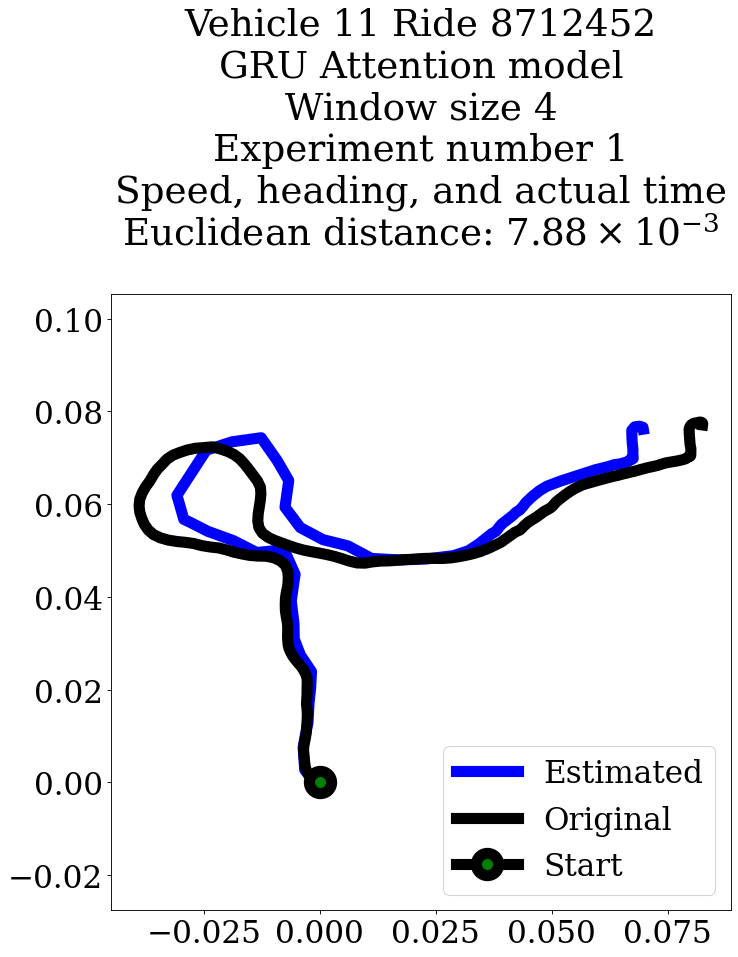 Vehicle 11 Ride 8712452
GRU Attention model
Window size 4
Experiment number 1
Speed, heading, and actual time
Euclidean distance: 7.88 × 10⁻³
0.10
0.08
0.06
0.04
0.02
0.00
−0.02
Estimated
Original
Start
−0.025 0.000 0.025 0.050 0.075